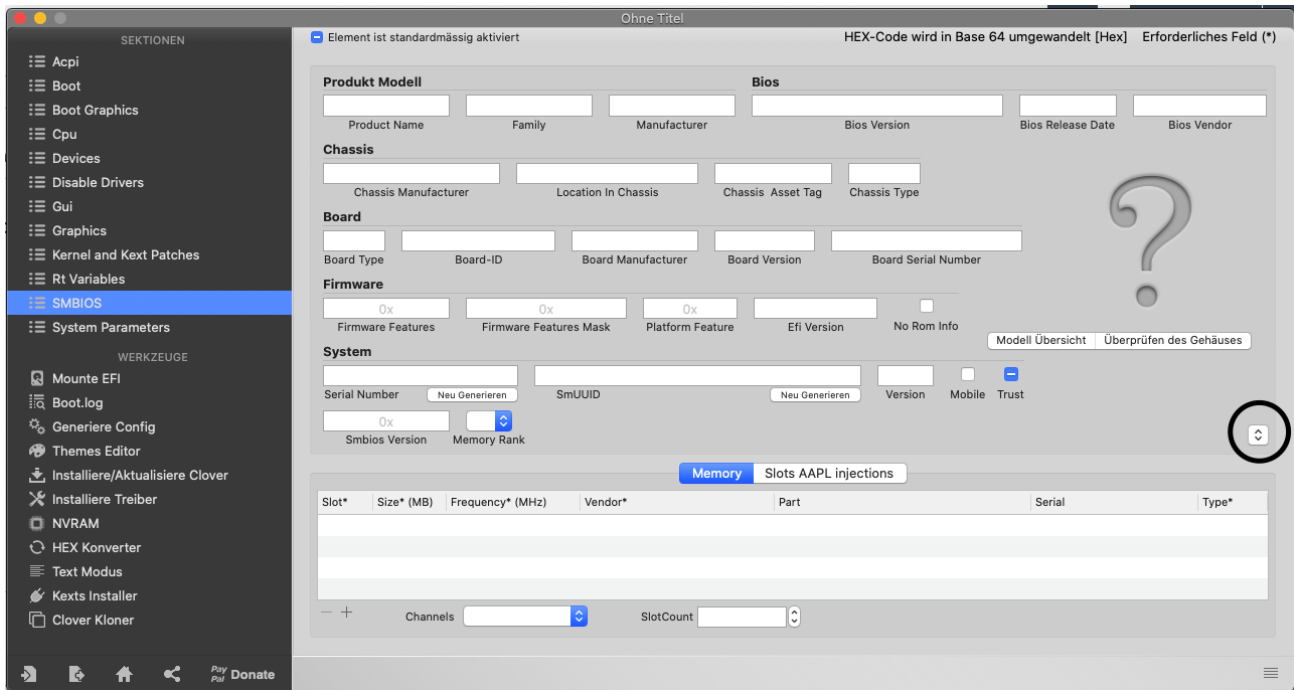 Ohne Titel
SEKTIONEN
Acpi
Boot
Boot Graphics
Cpu
Devices
Disable Drivers
Gui
Graphics
Kernel and Kext Patches
Rt Variables
SMBIOS
System Parameters
WERKZEUGE
Mounte EFI
Boot.log
Generiere Config
Themes Editor
Installiere/Aktualisiere Clover
Installiere Treiber
NVRAM
HEX Konverter
Text Modus
Kexts Installer
Clover Kloner
Pay Pal Donate
Element ist standardmässig aktiviert HEX-Code wird in Base 64 umgewandelt [Hex] Erforderliches Feld (*)
Produkt Modell Bios
Product Name Family Manufacturer Bios Version Bios Release Date Bios Vendor
Chassis
Chassis Manufacturer Location In Chassis Chassis Asset Tag Chassis Type
Board
Board Type Board-ID Board Manufacturer Board Version Board Serial Number
Firmware
0x 0x 0x
Firmware Features Firmware Features Mask Platform Feature Efi Version No Rom Info
?
Modell Übersicht Überprüfen des Gehäuses
System
Serial Number Neu Generieren SmUUID Neu Generieren Version Mobile Trust
0x
Smbios Version Memory Rank
Memory Slots AAPL injections
Slot* Size* (MB) Frequency* (MHz) Vendor* Part Serial Type*
Channels SlotCount